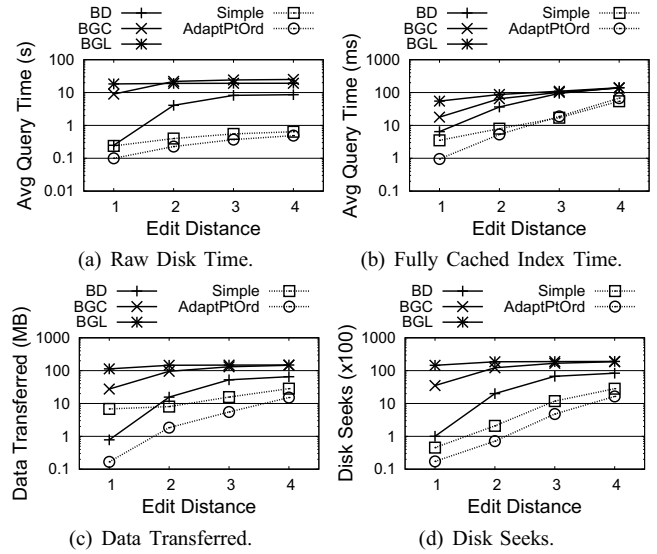 BD
BGC
BGL
Simple
AdaptPtOrd
Avg Query Time (s)
100
10
1
0.1
0.01
1 2 3 4
Edit Distance
(a) Raw Disk Time.
BD
BGC
BGL
Simple
AdaptPtOrd
Avg Query Time (ms)
1000
100
10
1
0.1
1 2 3 4
Edit Distance
(b) Fully Cached Index Time.
BD
BGC
BGL
Simple
AdaptPtOrd
Data Transferred (MB)
1000
100
10
1
0.1
1 2 3 4
Edit Distance
(c) Data Transferred.
BD
BGC
BGL
Simple
AdaptPtOrd
Disk Seeks (x100)
1000
100
10
1
0.1
1 2 3 4
Edit Distance
(d) Disk Seeks.